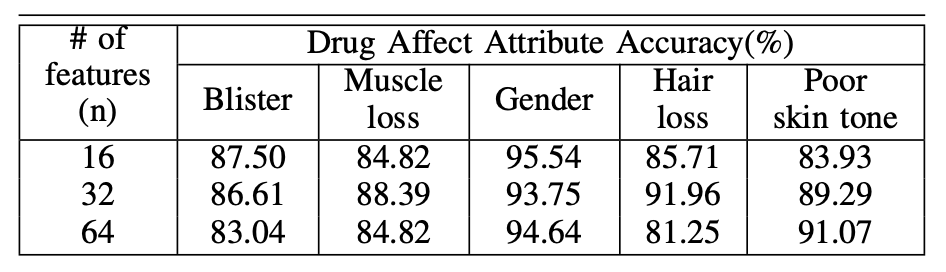 # of features (n) Drug Affect Attribute Accuracy(%)
Blister Muscle loss Gender Hair loss Poor skin tone
16 87.50 84.82 95.54 85.71 83.93
32 86.61 88.39 93.75 91.96 89.29
64 83.04 84.82 94.64 81.25 91.07